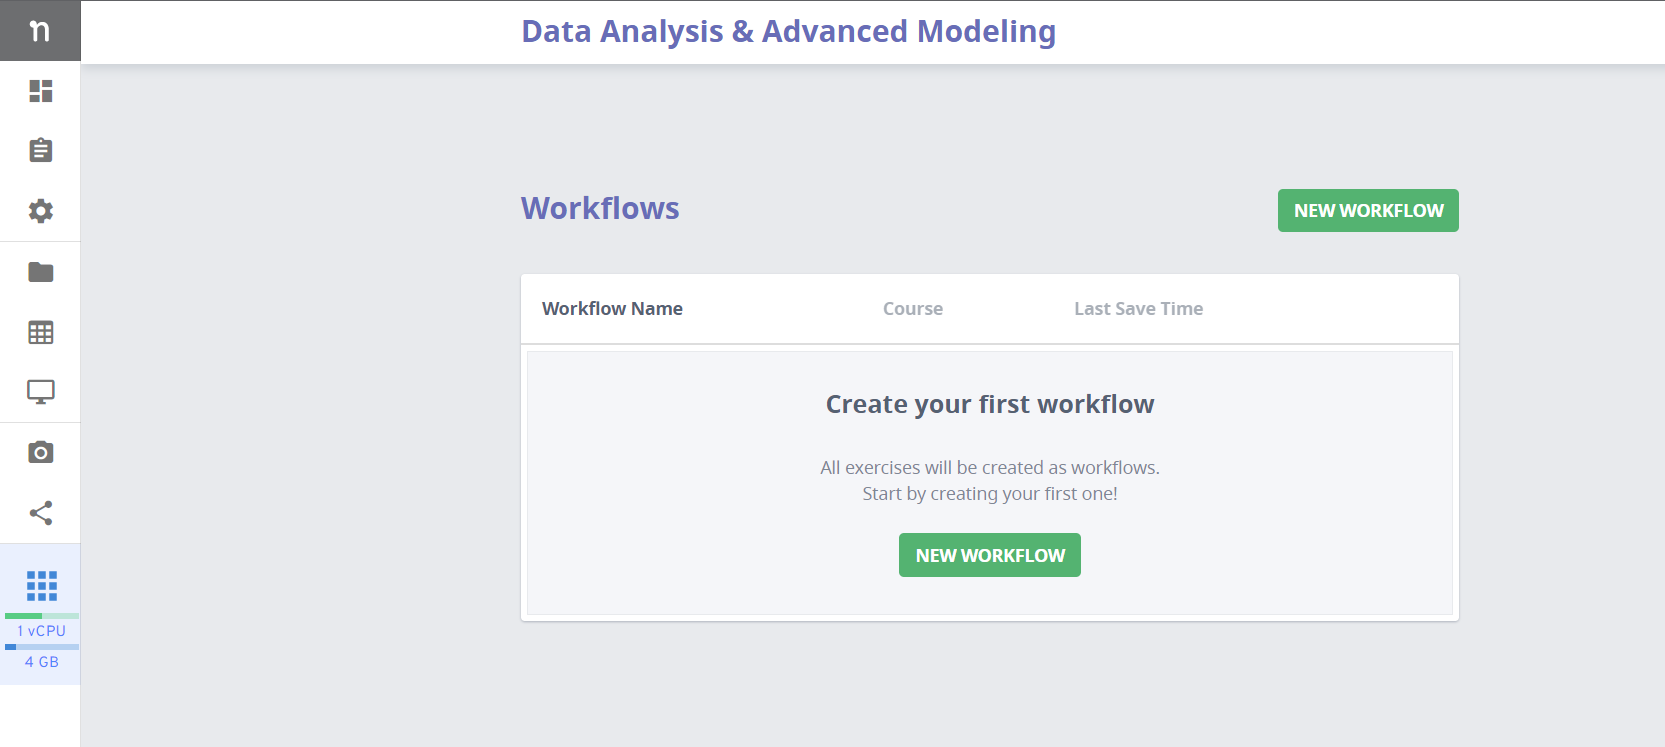 n
Data Analysis & Advanced Modeling
Workflows
NEW WORKFLOW
Workflow Name Course Last Save Time
Create your first workflow
All exercises will be created as workflows.
Start by creating your first one!
NEW WORKFLOW
1 vCPU
4 GB